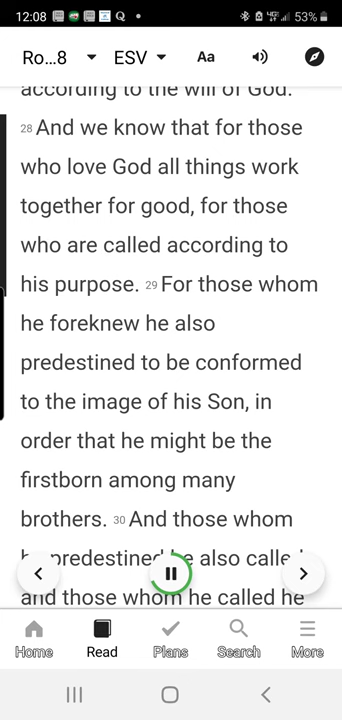 12:08
Q
53%
Ro...8 ESV Aa
according to the will of God.
28 And we know that for those
who love God all things work
together for good, for those
who are called according to
his purpose. 29 For those whom
he foreknew he also
predestined to be conformed
to the image of his Son, in
order that he might be the
firstborn among many
brothers. 30 And those whom
predestined he also called
and those whom he called he
Home Read Plans Search More